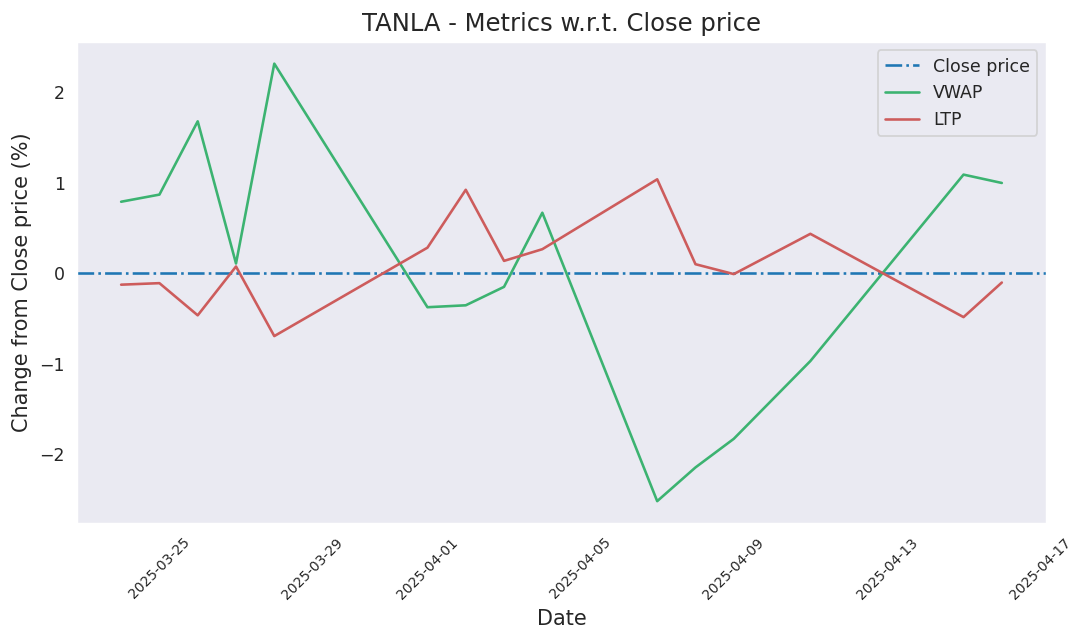 TANLA - Metrics w.r.t. Close price
Change from Close price (%)
2
1
0
−1
−2
Close price
VWAP
LTP
2025-03-25
2025-03-29
2025-04-01
2025-04-05
2025-04-09
2025-04-13
2025-04-17
Date